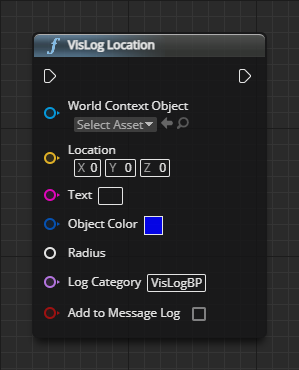 f VisLog Location
World Context Object
Select Asset
Location
X 0 Y 0 Z 0
Text
Object Color
Radius
Log Category VisLogBP
Add to Message Log